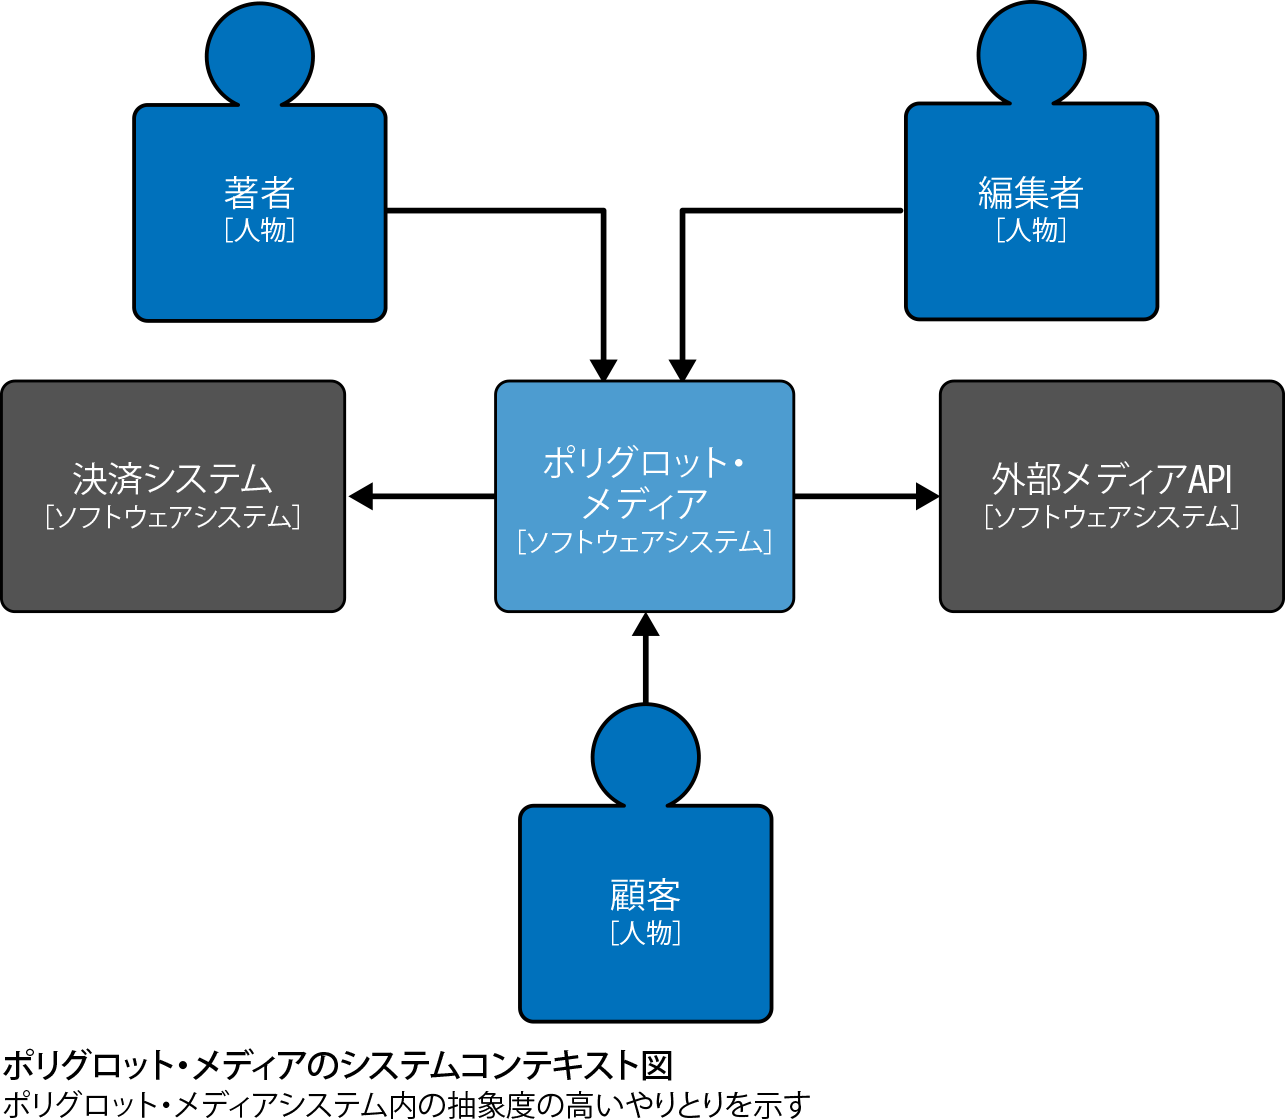 著者
［人物］
編集者
［人物］
決済システム
［ソフトウェアシステム］
ポリグロット・
メディア
［ソフトウェアシステム］
外部メディアAPI
［ソフトウェアシステム］
顧客
［人物］
ポリグロット・メディアのシステムコンテキスト図
ポリグロット・メディアシステム内の抽象度の高いやりとりを示す